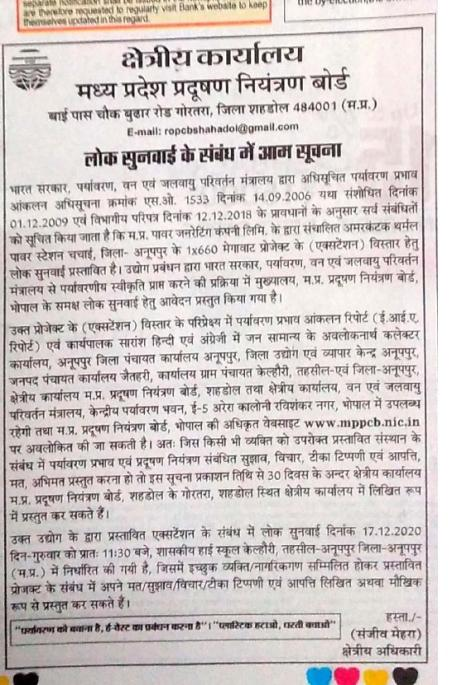 separate notification shall be issued in
are therefore requested to regularly visit Bank's website to keep
themselves updated in this regard.
the by-election,
क्षेत्रीय कार्यालय
मध्य प्रदेश प्रदूषण नियंत्रण बोर्ड
बाई पास चौक बुढार रोड गोरतरा, जिला शहडोल 484001 (म.प्र.)
E-mail: ropcbshahadol@gmail.com
लोक सुनवाई के संबंध में आम सूचना
भारत सरकार, पर्यावरण, वन एवं जलवायु परिवर्तन मंत्रालय द्वारा अधिसूचित पर्यावरण प्रभाव
आंकलन अधिसूचना क्रमांक एस.ओ. 1533 दिनांक 14.09.2006 यथा संशोधित दिनांक
01.12.2009 एवं विभागीय परिपत्र दिनांक 12.12.2018 के प्रावधानों के अनुसार सर्व संबंधितों
को सूचित किया जाता है कि म.प्र. पावर जनरेटिंग कंपनी लिमि. के द्वारा संचालित अमरकंटक थर्मल
पावर स्टेशन चचाई, जिला- अनूपपुर के 1x660 मेगावाट प्रोजेक्ट के (एक्सटेंशन) विस्तार हेतु
लोक सुनवाई प्रस्तावित है। उद्योग प्रबंधन द्वारा भारत सरकार, पर्यावरण, वन एवं जलवायु परिवर्तन
मंत्रालय से पर्यावरणीय स्वीकृति प्राप्त करने की प्रक्रिया में मुख्यालय, म.प्र. प्रदूषण नियंत्रण बोर्ड,
भोपाल के समक्ष लोक सुनवाई हेतु आवेदन प्रस्तुत किया गया है।
उक्त प्रोजेक्ट के (एक्सटेंशन) विस्तार के परिप्रेक्ष्य में पर्यावरण प्रभाव आंकलन रिपोर्ट (ई.आई.ए.
रिपोर्ट) एवं कार्यपालक सारांश हिन्दी एवं अंग्रेजी में जन सामान्य के अवलोकनार्थ कलेक्टर
कार्यालय, अनूपपुर जिला पंचायत कार्यालय अनूपपुर, जिला उद्योग एवं व्यापार केन्द्र अनूपपुर,
जनपद पंचायत कार्यालय जैतहरी, कार्यालय ग्राम पंचायत केल्हौरी, तहसील-एवं जिला-अनूपपुर,
क्षेत्रीय कार्यालय म.प्र. प्रदूषण नियंत्रण बोर्ड, शहडोल तथा क्षेत्रीय कार्यालय, वन एवं जलवायु
परिवर्तन मंत्रालय, केन्द्रीय पर्यावरण भवन, ई-5 अरेरा कालोनी रविशंकर नगर, भोपाल में उपलब्ध
रहेगी तथा म.प्र. प्रदूषण नियंत्रण बोर्ड, भोपाल की अधिकृत वेबसाइट www.mppcb.nic.in
पर अवलोकित की जा सकती है। अतः जिस किसी भी व्यक्ति को उपरोक्त प्रस्तावित संस्थान के
संबंध में पर्यावरण प्रभाव एवं प्रदूषण नियंत्रण संबंधित सुझाव, विचार, टीका टिप्पणी एवं आपत्ति,
मत, अभिमत प्रस्तुत करना हो तो इस सूचना प्रकाशन तिथि से 30 दिवस के अन्दर क्षेत्रीय कार्यालय
म.प्र. प्रदूषण नियंत्रण बोर्ड, शहडोल के गोरतरा, शहडोल स्थित क्षेत्रीय कार्यालय में लिखित रूप
में प्रस्तुत कर सकते हैं।
उक्त उद्योग के द्वारा प्रस्तावित एक्सटेंशन के संबंध में लोक सुनवाई दिनांक 17.12.2020
दिन-गुरुवार को प्रातः 11:30 बजे, शासकीय हाई स्कूल केल्हौरी, तहसील-अनूपपुर जिला-अनूपपुर
(म.प्र.) में निर्धारित की गयी है, जिसमें इच्छुक व्यक्ति/नागरिकगण सम्मिलित होकर प्रस्तावित
प्रोजक्ट के संबंध में अपने मत/सुझाव/विचार/टीका टिप्पणी एवं आपत्ति लिखित अथवा मौखिक
रूप से प्रस्तुत कर सकते हैं।
हस्ता./-
"पर्यावरण को बचाना है, ई-वेस्ट का प्रबंधन करना है"। "प्लास्टिक हटाओ, धरती बचाओ"
(संजीव मेहरा)
क्षेत्रीय अधिकारी